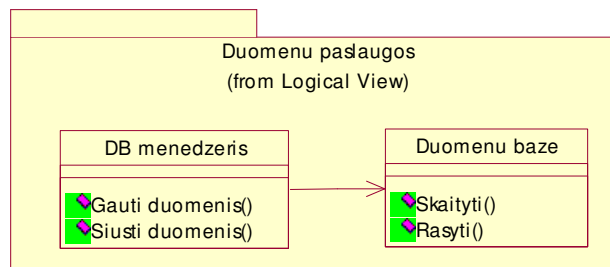 Duomenu paslaugos
(from Logical View)
DB menedzeris
Gauti duomenis()
Siusti duomenis()
Duomenu baze
Skaityti()
Rasyti()